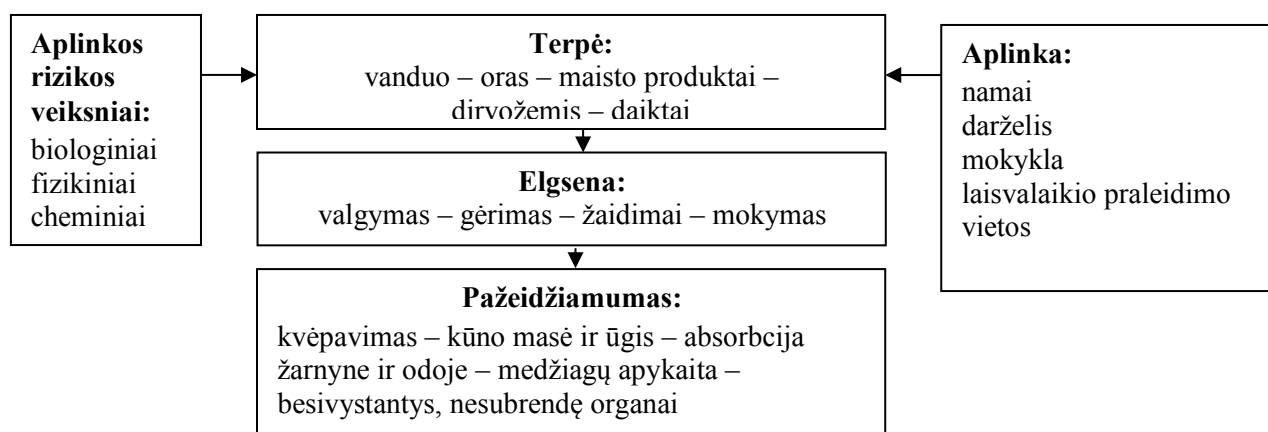 Aplinkos
rizikos
veiksniai:
biologiniai
fizikiniai
cheminiai
Terpė:
vanduo – oras – maisto produktai –
dirvožemis – daiktai
Elgsena:
valgymas – gėrimas – žaidimai – mokymas
Pažeidžiamumas:
kvėpavimas – kūno masė ir ūgis – absorbcija
žarnyne ir odoje – medžiagų apykaita –
besivystantys, nesubrendę organai
Aplinka:
namai
darželis
mokykla
laisvalaikio praleidimo
vietos